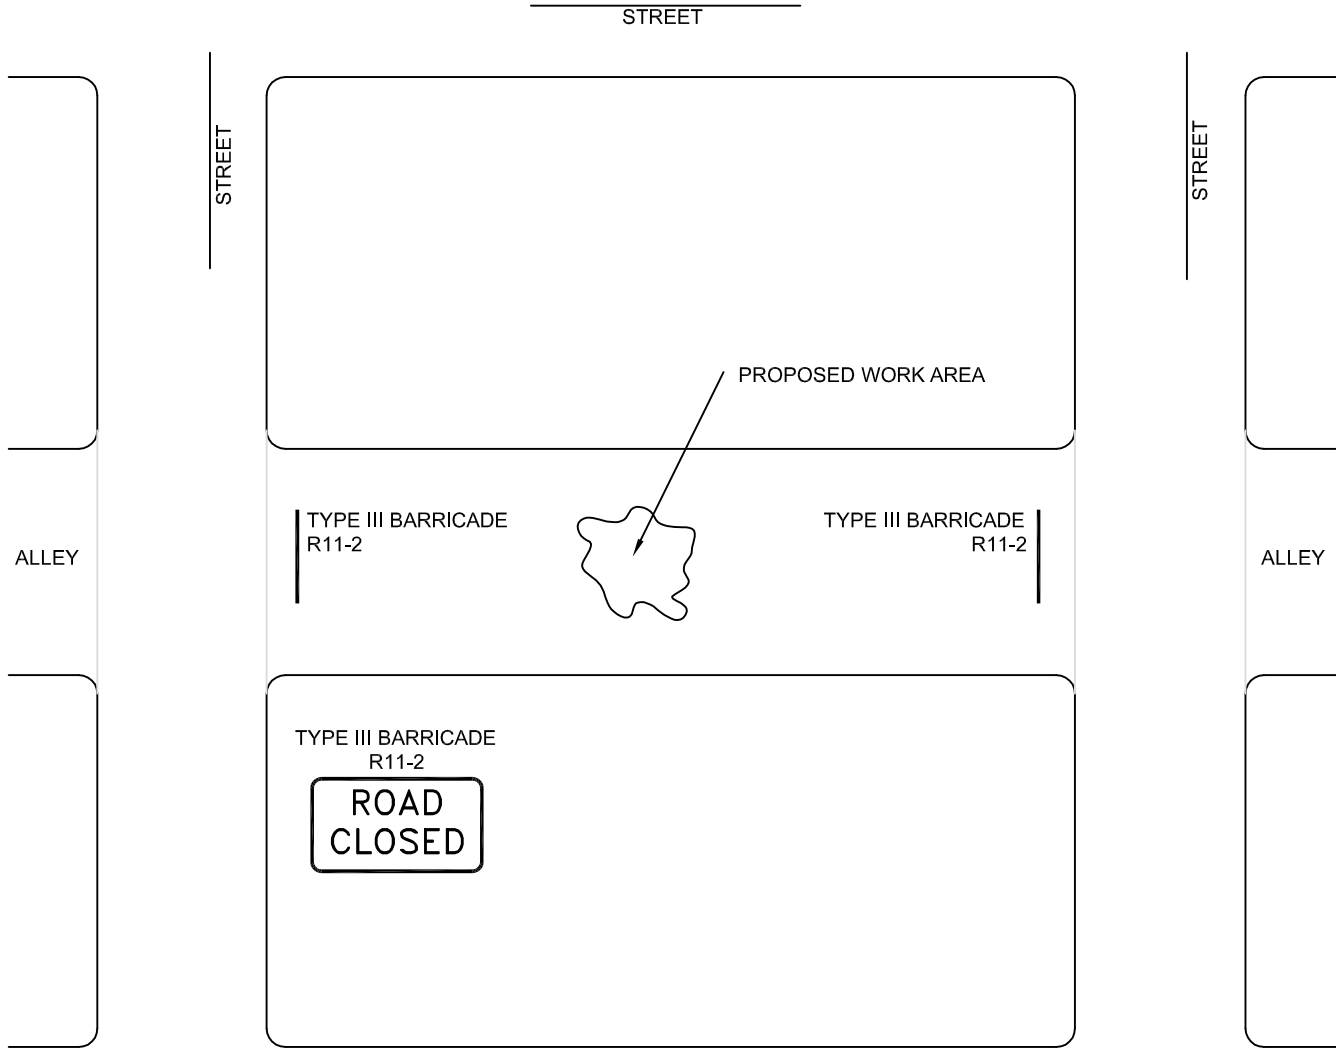 STREET
STREET
STREET
PROPOSED WORK AREA
TYPE III BARRICADE
R11-2
TYPE III BARRICADE
R11-2
ALLEY
ALLEY
TYPE III BARRICADE
R11-2
ROAD
CLOSED